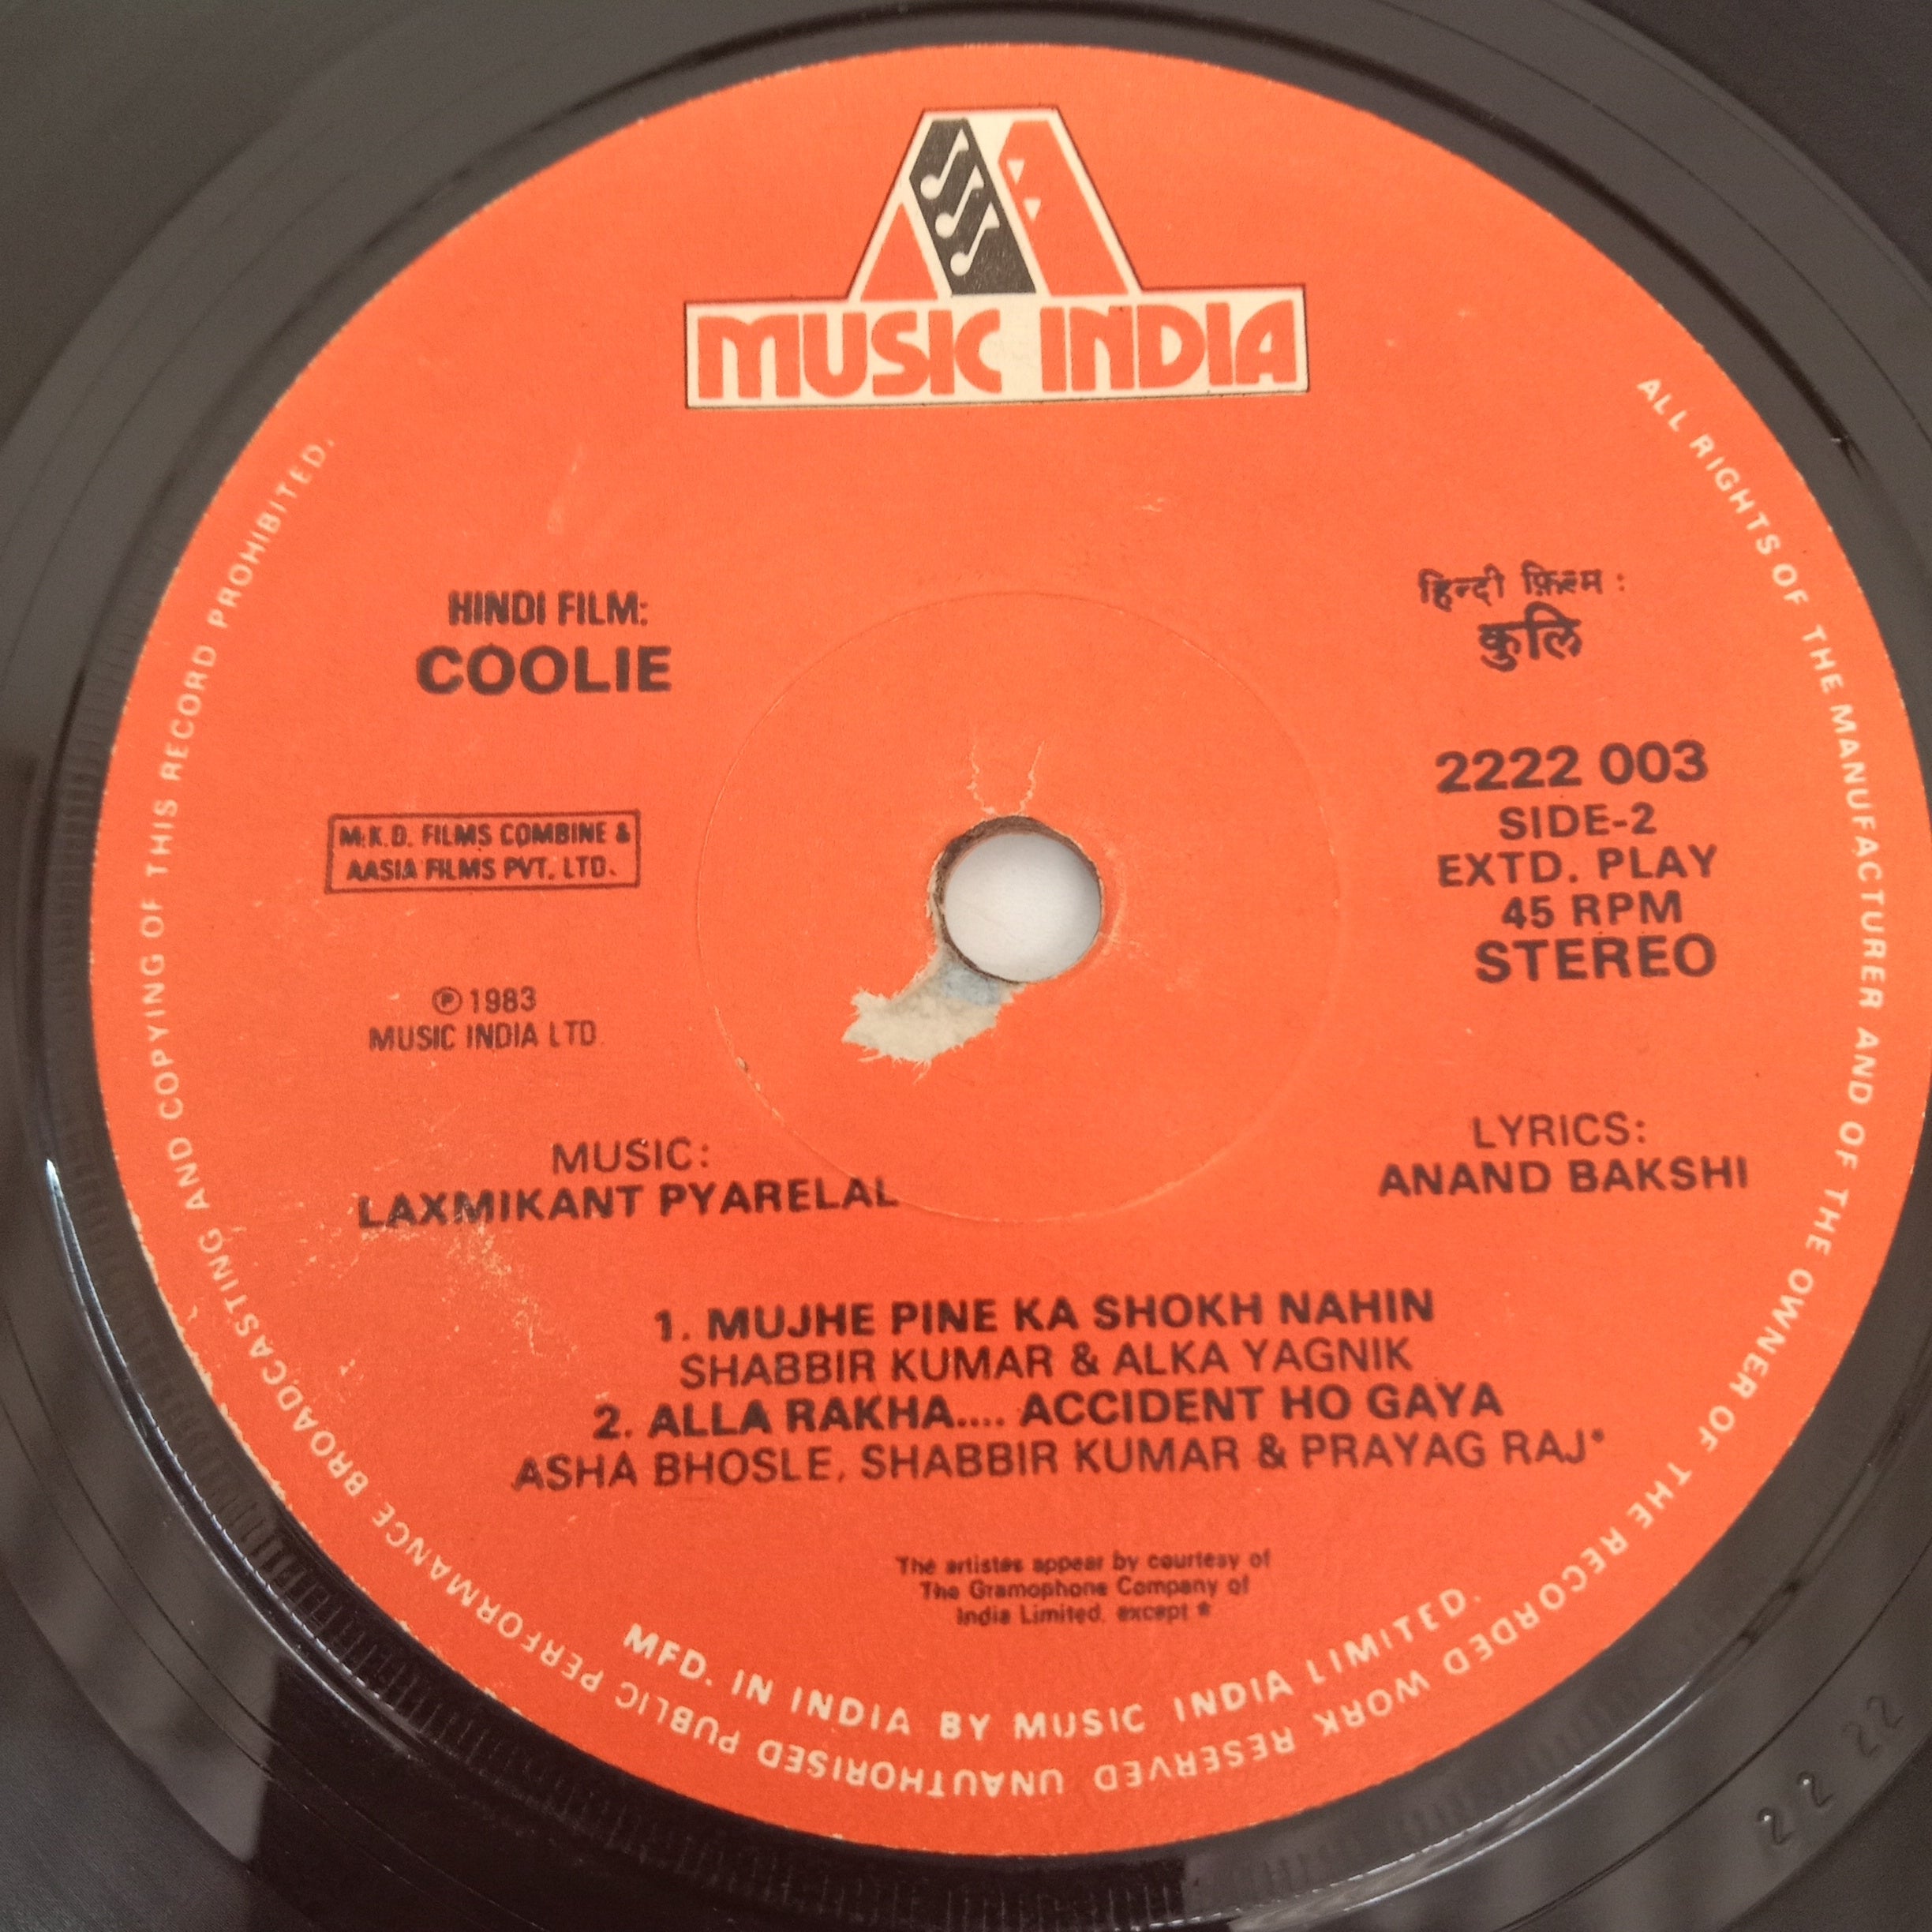 MUSIC INDIA
HINDI FILM:
COOLIE
हिन्दी फ़िल्म :
कुलि
M.K.D. FILMS COMBINE &
AASIA FILMS PVT. LTD.
2222 003
SIDE-2
EXTD. PLAY
45 RPM
STEREO
℗ 1983
MUSIC INDIA LTD.
MUSIC:
LAXMIKANT PYARELAL
LYRICS:
ANAND BAKSHI
1. MUJHE PINE KA SHOKH NAHIN
SHABBIR KUMAR & ALKA YAGNIK
2. ALLA RAKHA.... ACCIDENT HO GAYA
ASHA BHOSLE, SHABBIR KUMAR & PRAYAG RAJ*
The artistes appear by courtesy of
The Gramophone Company of
India Limited, except *
MFD. IN INDIA BY MUSIC INDIA LIMITED.
ALL RIGHTS OF THE MANUFACTURER AND OF THE OWNER OF THE RECORDED WORK RESERVED UNAUTHORISED PUBLIC PERFORMANCE BROADCASTING AND COPYING OF THIS RECORD PROHIBITED.
2 2 22